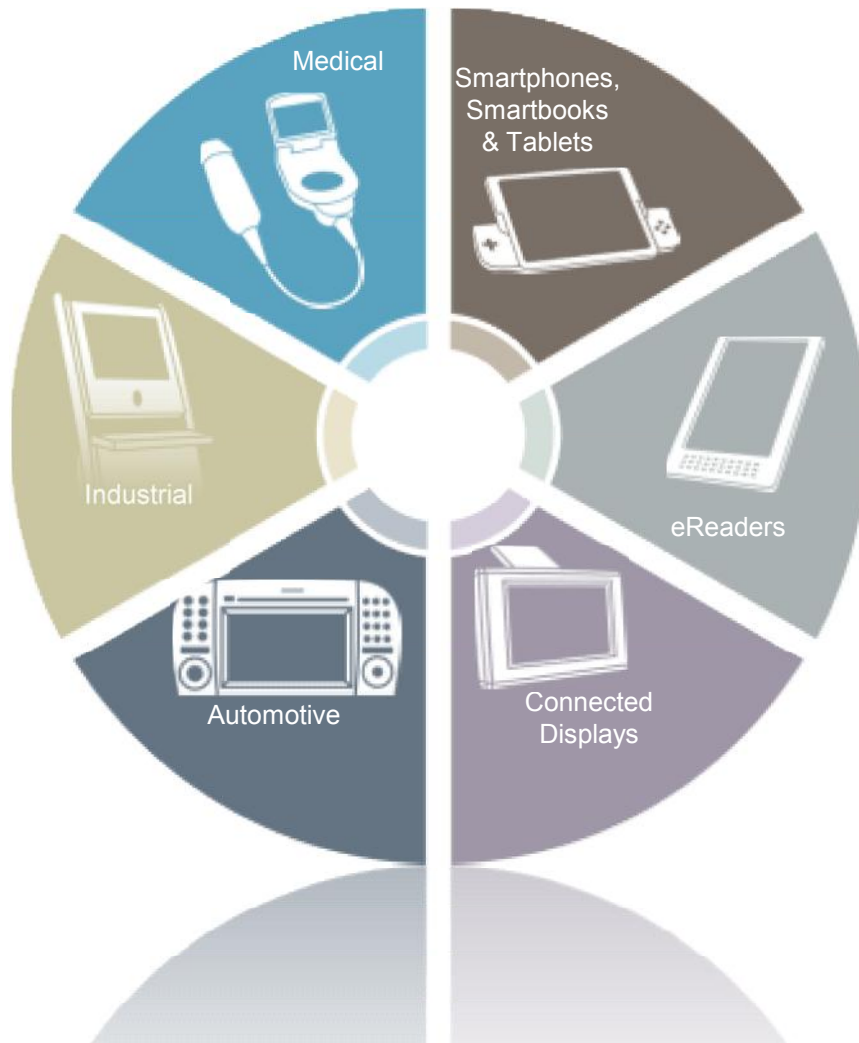 Medical
Smartphones,
Smartbooks
& Tablets
Industrial
eReaders
Automotive
Connected
Displays